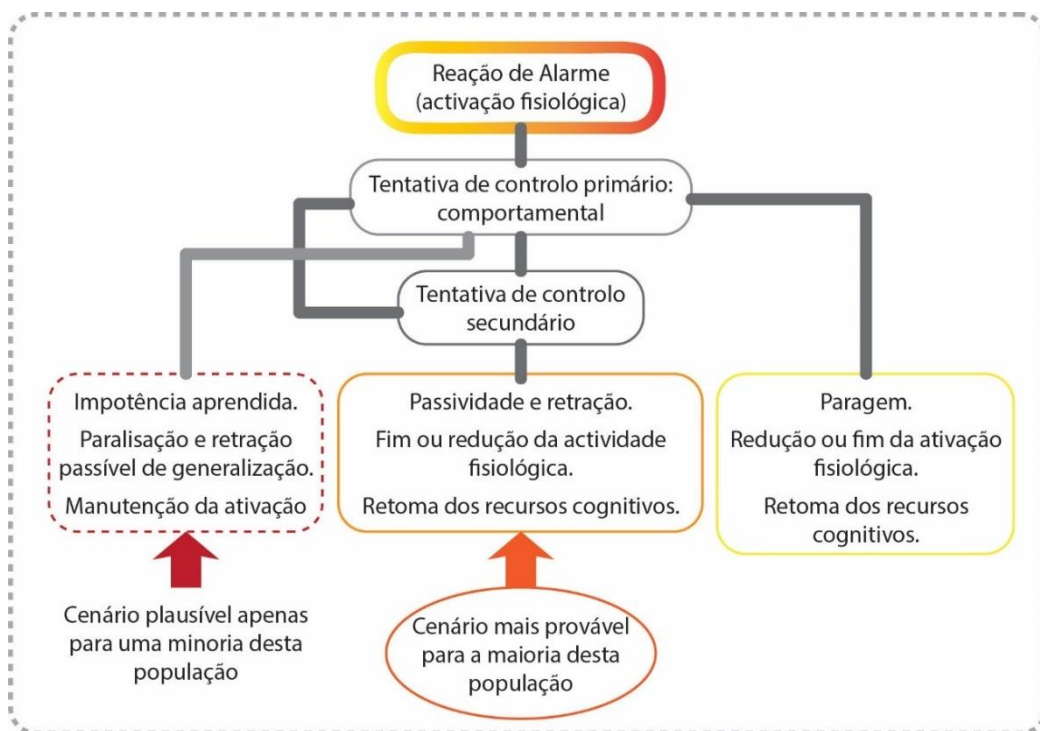 Reação de Alarme
(activação fisiológica)
Tentativa de controlo primário:
comportamental
Tentativa de controlo
secundário
Impotência aprendida.
Paralisação e retração
passível de generalização.
Manutenção da ativação
Passividade e retração.
Fim ou redução da actividade
fisiológica.
Retoma dos recursos cognitivos.
Paragem.
Redução ou fim da ativação
fisiológica.
Retoma dos recursos
cognitivos.
Cenário plausível apenas
para uma minoria desta
população
Cenário mais provável
para a maioria desta
população